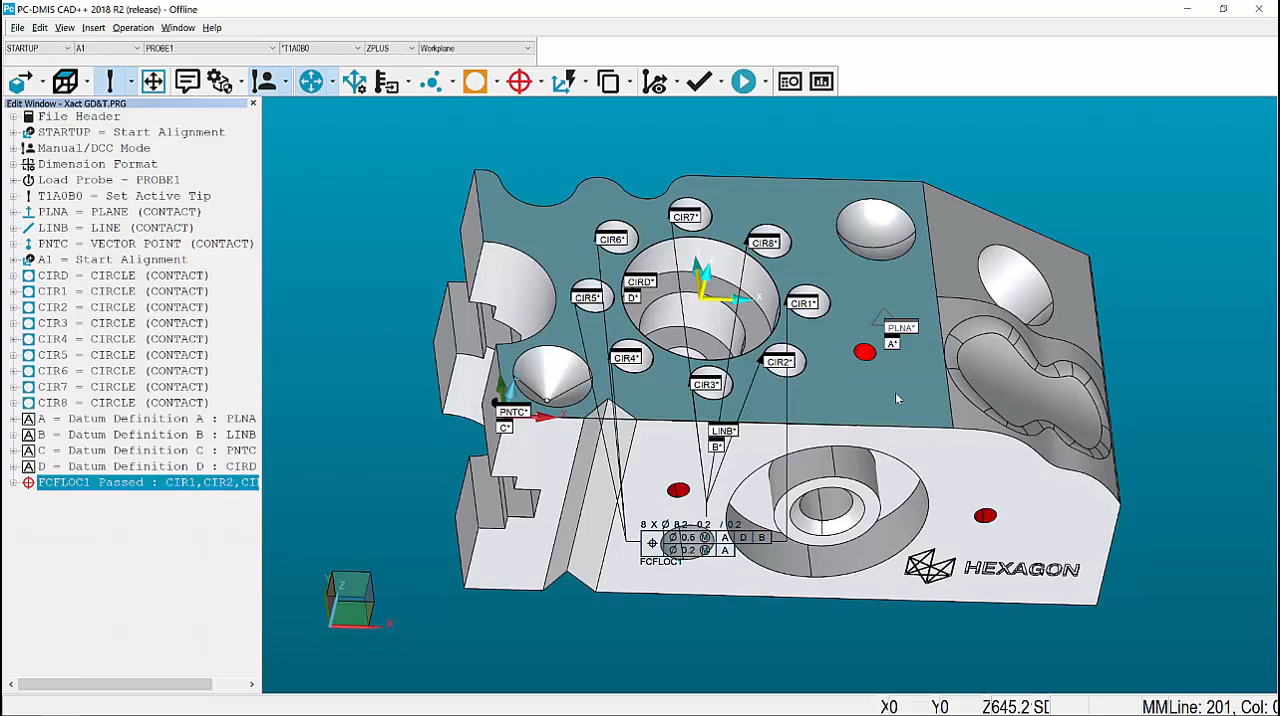 PC-DMIS CAD++ 2018 R2 (release) - Offline
File Edit View Insert Operation Window Help
STARTUP A1 PROBE1 *T1A0B0 ZPLUS Workplane
Edit Window - Xact GD&T.PRG
File Header
STARTUP = Start Alignment
Manual/DCC Mode
Dimension Format
Load Probe - PROBE1
T1A0B0 = Set Active Tip
PLNA = PLANE (CONTACT)
LINB = LINE (CONTACT)
PNTC = VECTOR POINT (CONTACT)
A1 = Start Alignment
CIRD = CIRCLE (CONTACT)
CIR1 = CIRCLE (CONTACT)
CIR2 = CIRCLE (CONTACT)
CIR3 = CIRCLE (CONTACT)
CIR4 = CIRCLE (CONTACT)
CIR5 = CIRCLE (CONTACT)
CIR6 = CIRCLE (CONTACT)
CIR7 = CIRCLE (CONTACT)
CIR8 = CIRCLE (CONTACT)
A = Datum Definition A : PLNA
B = Datum Definition B : LINB
C = Datum Definition C : PNTC
D = Datum Definition D : CIRD
FCFLOC1 Passed : CIR1,CIR2,CI
CIR7*
CIR6*
CIR8*
CIRD*
D*
CIR5*
CIR1*
PLNA*
A*
CIR4*
CIR2*
CIR3*
PNTC*
C*
X
LINB*
B*
8 X Ø 8.2 0.2 / 0.2
Ø 0.5 Ⓜ A D B
Ø 0.2 Ⓜ A
FCFLOC1
HEXAGON
Z
X
X0 Y0 Z645.2 SD MM Line: 201, Col: 0